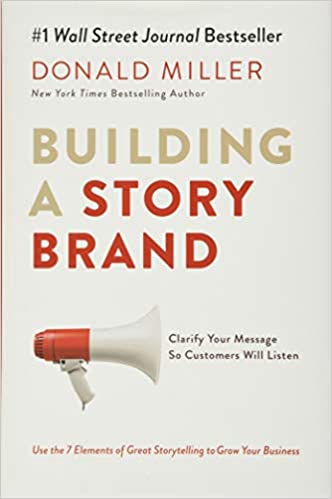 #1 Wall Street Journal Bestseller
DONALD MILLER
New York Times Bestselling Author
BUILDING
A STORY
BRAND
Clarify Your Message
So Customers Will Listen
Use the 7 Elements of Great Storytelling to Grow Your Business